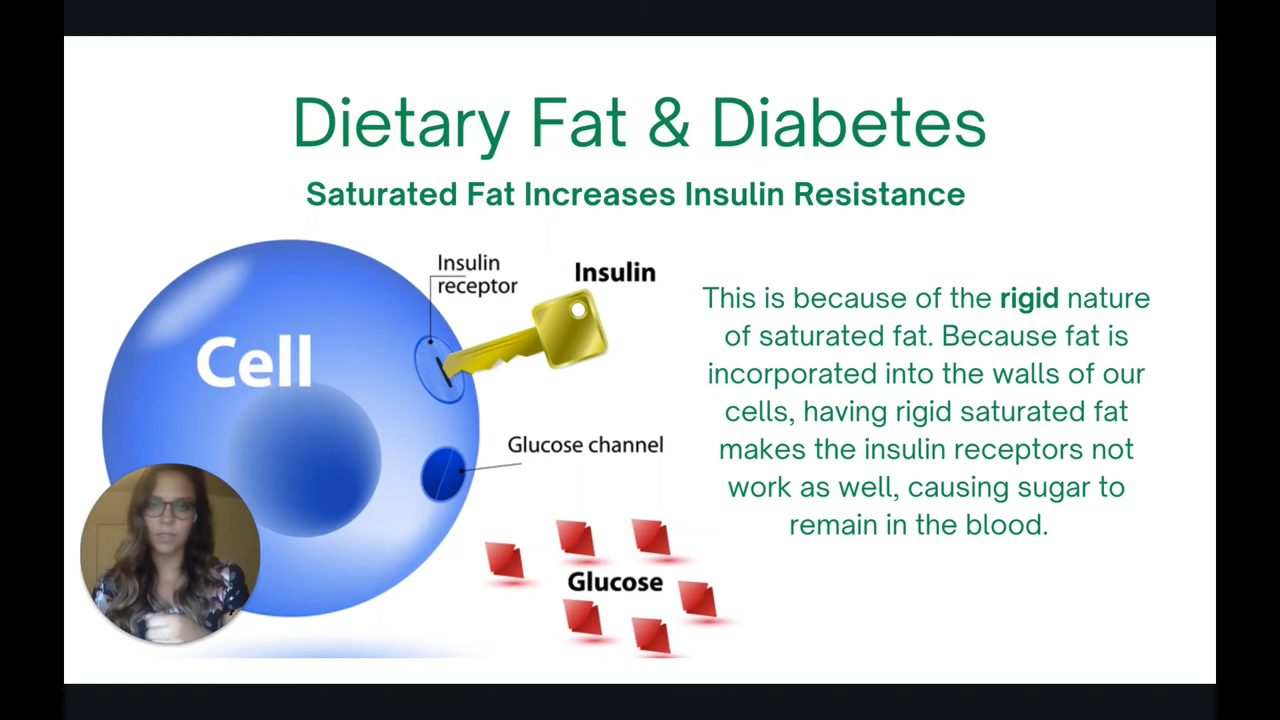 Dietary Fat & Diabetes
Saturated Fat Increases Insulin Resistance
Insulin
receptor
Insulin
Cell
Glucose channel
Glucose
This is because of the rigid nature
of saturated fat. Because fat is
incorporated into the walls of our
cells, having rigid saturated fat
makes the insulin receptors not
work as well, causing sugar to
remain in the blood.